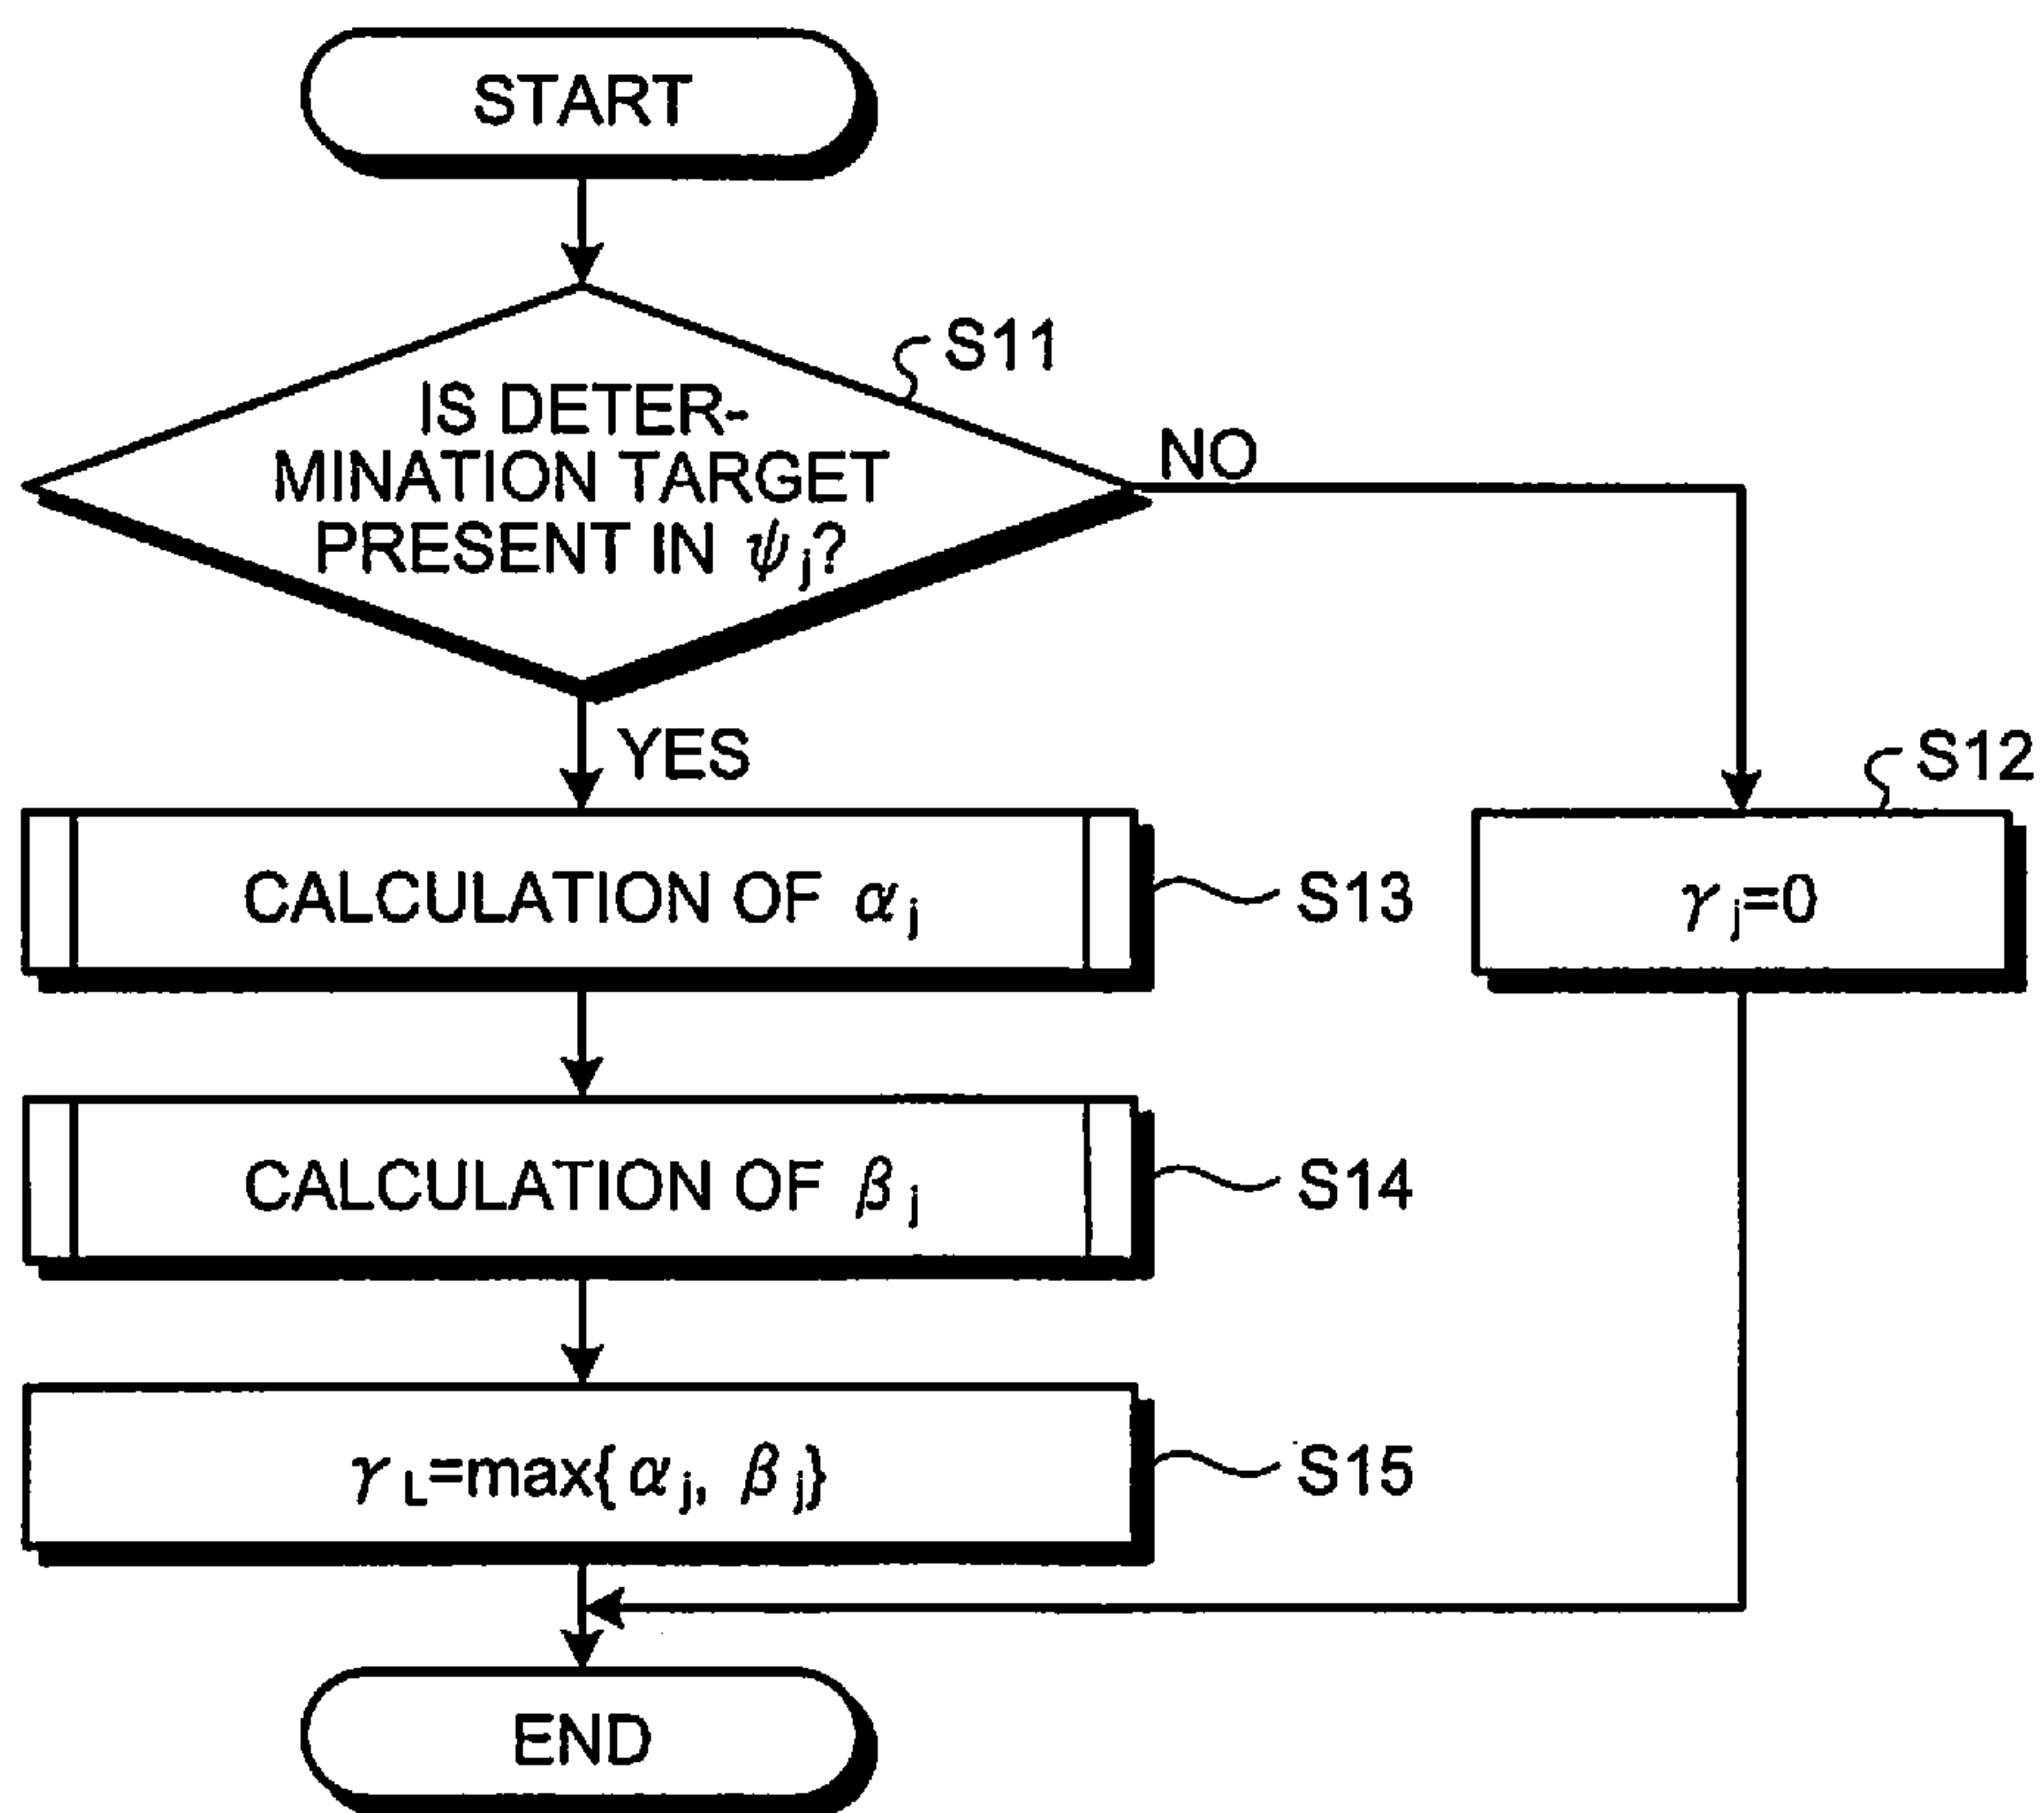 START
S11
IS DETER-
MINATION TARGET
PRESENT IN ψj?
NO
YES
S12
CALCULATION OF αj
S13
γj=0
CALCULATION OF βj
S14
γL=max{αj, βj}
S15
END